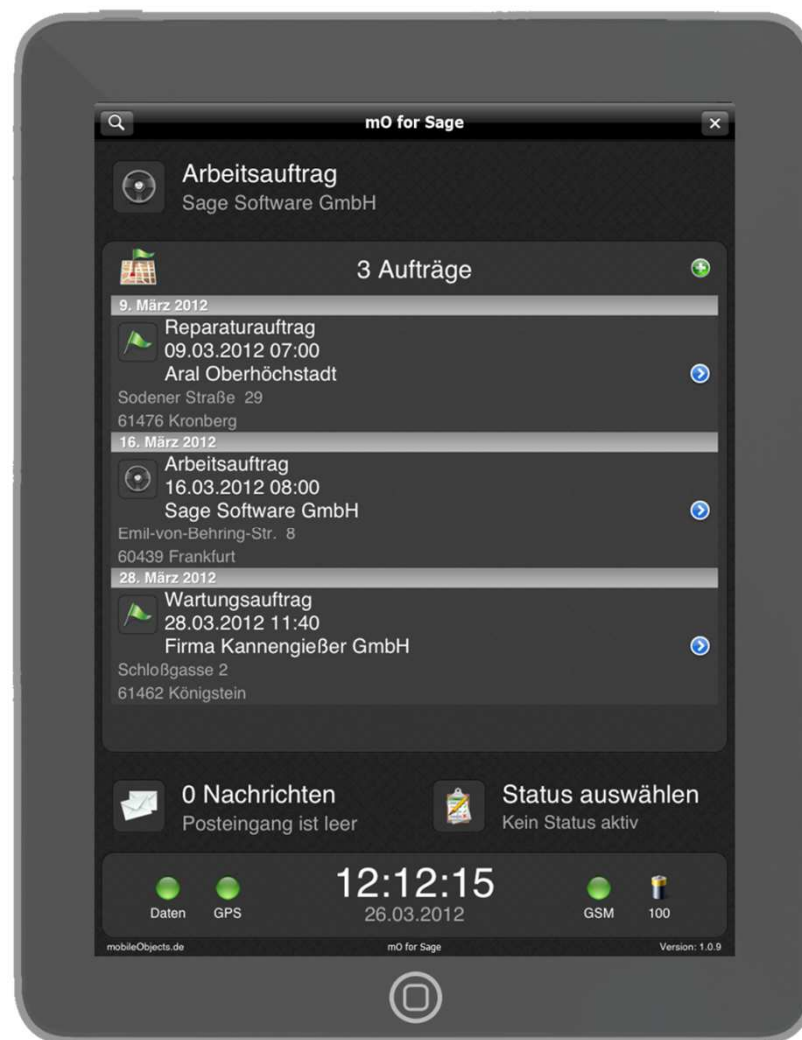 mO for Sage
Arbeitsauftrag
Sage Software GmbH
3 Aufträge
9. März 2012
Reparaturauftrag
09.03.2012 07:00
Aral Oberhöchstadt
Sodener Straße 29
61476 Kronberg
16. März 2012
Arbeitsauftrag
16.03.2012 08:00
Sage Software GmbH
Emil-von-Behring-Str. 8
60439 Frankfurt
28. März 2012
Wartungsauftrag
28.03.2012 11:40
Firma Kannengießer GmbH
Schloßgasse 2
61462 Königstein
0 Nachrichten
Posteingang ist leer
Status auswählen
Kein Status aktiv
12:12:15
26.03.2012
Daten GPS GSM 100
mobileObjects.de mO for Sage Version: 1.0.9